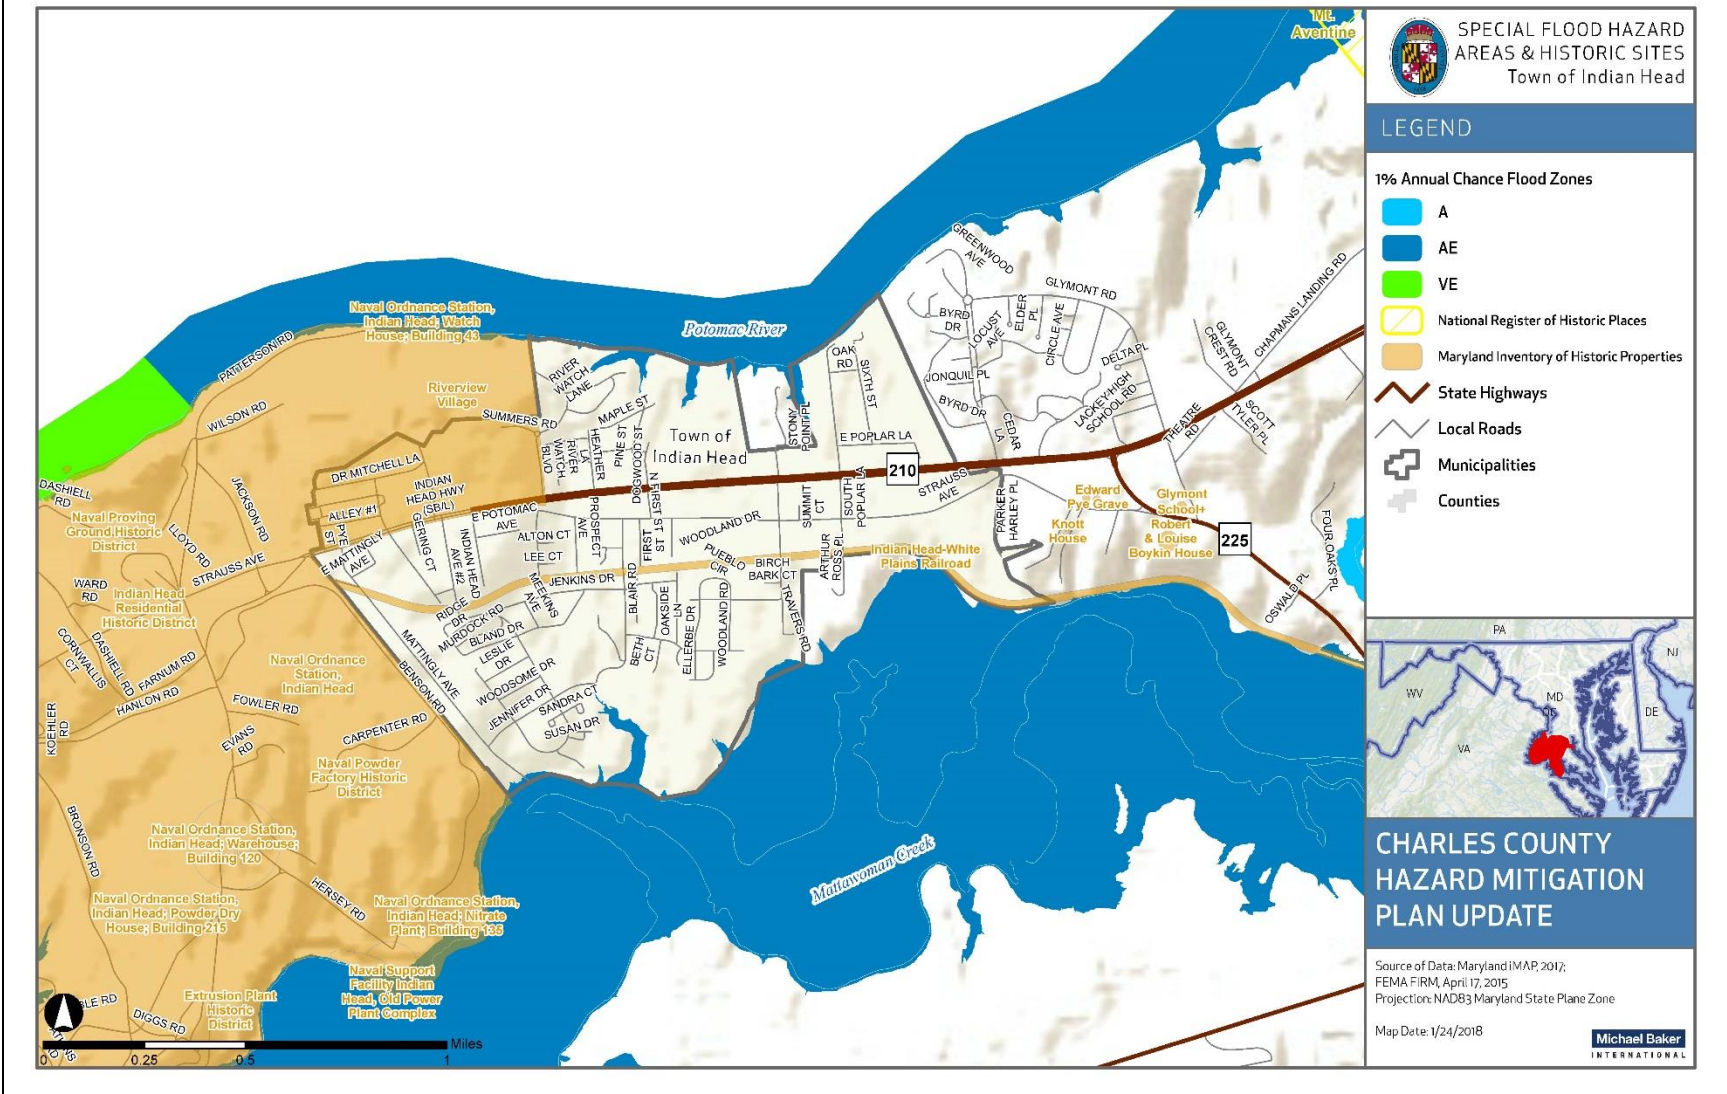 Mt.
Aventine
SPECIAL FLOOD HAZARD
AREAS & HISTORIC SITES
Town of Indian Head
LEGEND
1% Annual Chance Flood Zones
A
AE
VE
National Register of Historic Places
Maryland Inventory of Historic Properties
State Highways
Local Roads
Municipalities
Counties
PA
NJ
WV
MD
DE
VA
CHARLES COUNTY
HAZARD MITIGATION
PLAN UPDATE
Source of Data: Maryland iMAP, 2017;
FEMA FIRM, April 17, 2015
Projection: NAD83 Maryland State Plane Zone
Map Date: 1/24/2018
Michael Baker
INTERNATIONAL
GREENWOOD
AVE
GLYMONT RD
CHAPMANS LANDING RD
Naval Ordnance Station,
Indian Head; Watch
House; Building 43
Potomac River
BYRD
DR
LOCUST
AVE
ELDER
PL
CIRCLE AVE
DELTA PL
GLYMONT
CREST RD
PATTERSON RD
RIVER
WATCH
LANE
OAK
RD
SIXTH ST
JONQUIL PL
BYRD DR
CEDAR
LA
LACKEY-HIGH
SCHOOL RD
THEATRE
RD
SCOTT
TYLER PL
Riverview
Village
WILSON RD
SUMMERS RD
MAPLE ST
STONY
POINT PL
E POPLAR LA
Town of
Indian Head
210
RIVER
WATCH
BLVD
HEATHER
LA
PINE ST
DOGWOOD ST
DR MITCHELL LA
INDIAN
HEAD HWY
(SB/L)
ALLEY #1
PYE
ST
GERING CT
E POTOMAC
AVE
PROSPECT
AVE
N FIRST ST
FIRST
ST
SUMMIT
CT
SOUTH
POPLAR LA
STRAUSS
AVE
PARKER
HARLEY PL
Edward
Pye Grave
Knott
House
Glymont
School+
Robert
& Louise
Boykin House
225
FOUR OAKS PL
OSWALD PL
DASHIELL
RD
Naval Proving
Ground Historic
District
JACKSON RD
LLOYD RD
STRAUSS AVE
E MATTINGLY
AVE
INDIAN HEAD
AVE #2
ALTON CT
LEE CT
WOODLAND DR
PUEBLO
CIR
BIRCH
BARK CT
ARTHUR
ROSS PL
Indian Head-White
Plains Railroad
JENKINS DR
MEEKINS
AVE
BLAIR RD
OAKSIDE
LN
ELLERBE DR
WOODLAND RD
TRAVERS RD
BETH
CT
WARD
RD
Indian Head
Residential
Historic District
RIDGE
DR
MURDOCK RD
BLAND DR
LESLIE
DR
WOODSOME DR
JENNIFER DR
SANDRA CT
SUSAN DR
MATTINGLY AVE
BENSON RD
CORNWALLIS
CT
DASHIELL RD
FARNUM RD
HANLON RD
Naval Ordnance
Station,
Indian Head
KOEHLER
RD
FOWLER RD
EVANS
RD
CARPENTER RD
Naval Powder
Factory Historic
District
BRONSON RD
Naval Ordnance Station,
Indian Head; Warehouse;
Building 120
Mattawoman Creek
HERSEY RD
Naval Ordnance Station,
Indian Head; Powder Dry
House; Building 215
Naval Ordnance Station,
Indian Head; Nitrate
Plant; Building 135
Naval Support
Facility Indian
Head, Old Power
Plant Complex
Extrusion Plant
Historic
District
BLE RD
DIGGS RD
0 0.25 0.5 1 Miles